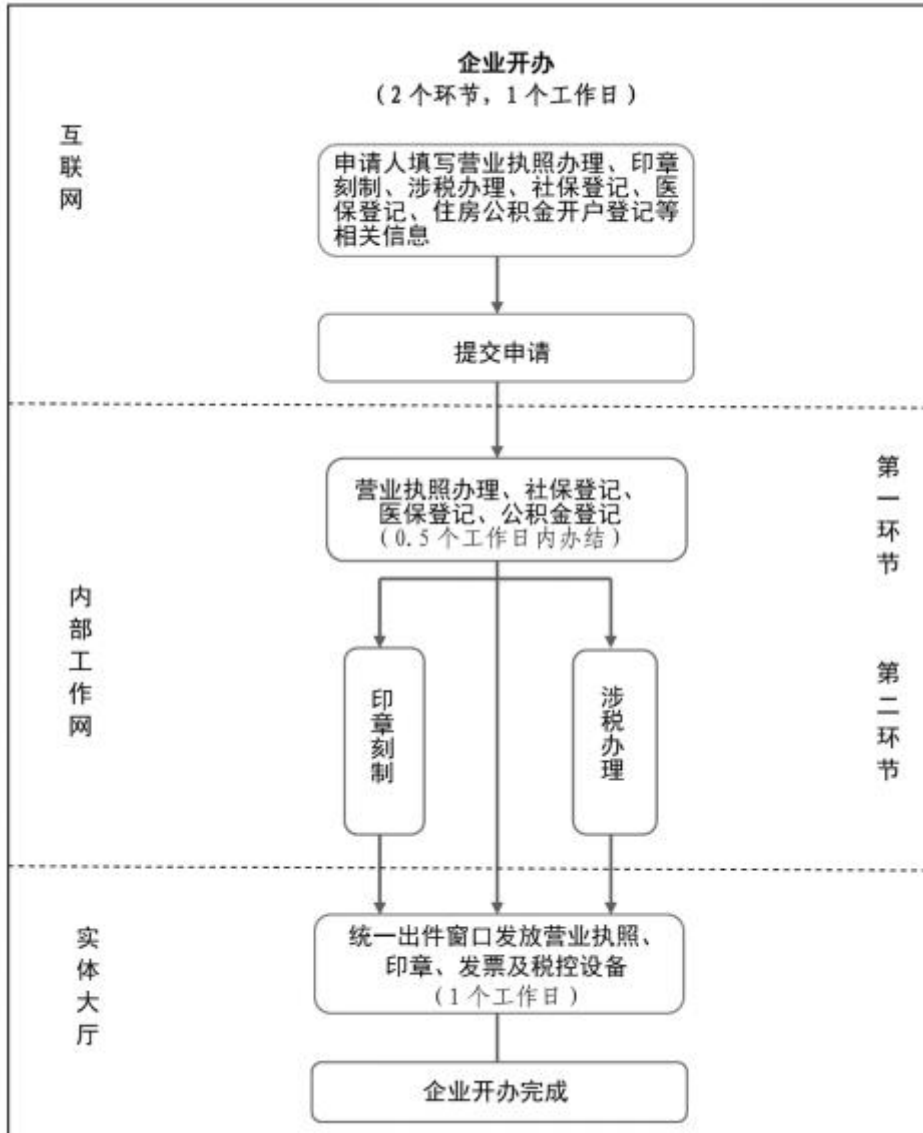 企业开办
（2个环节，1个工作日）
互联网
申请人填写营业执照办理、印章
刻制、涉税办理、社保登记、医
保登记、住房公积金开户登记等
相关信息
提交申请
营业执照办理、社保登记、
医保登记、公积金登记
（0.5个工作日内办结）
第一环节
内部工作网
印章刻制
涉税办理
第二环节
实体大厅
统一出件窗口发放营业执照、
印章、发票及税控设备
（1个工作日）
企业开办完成